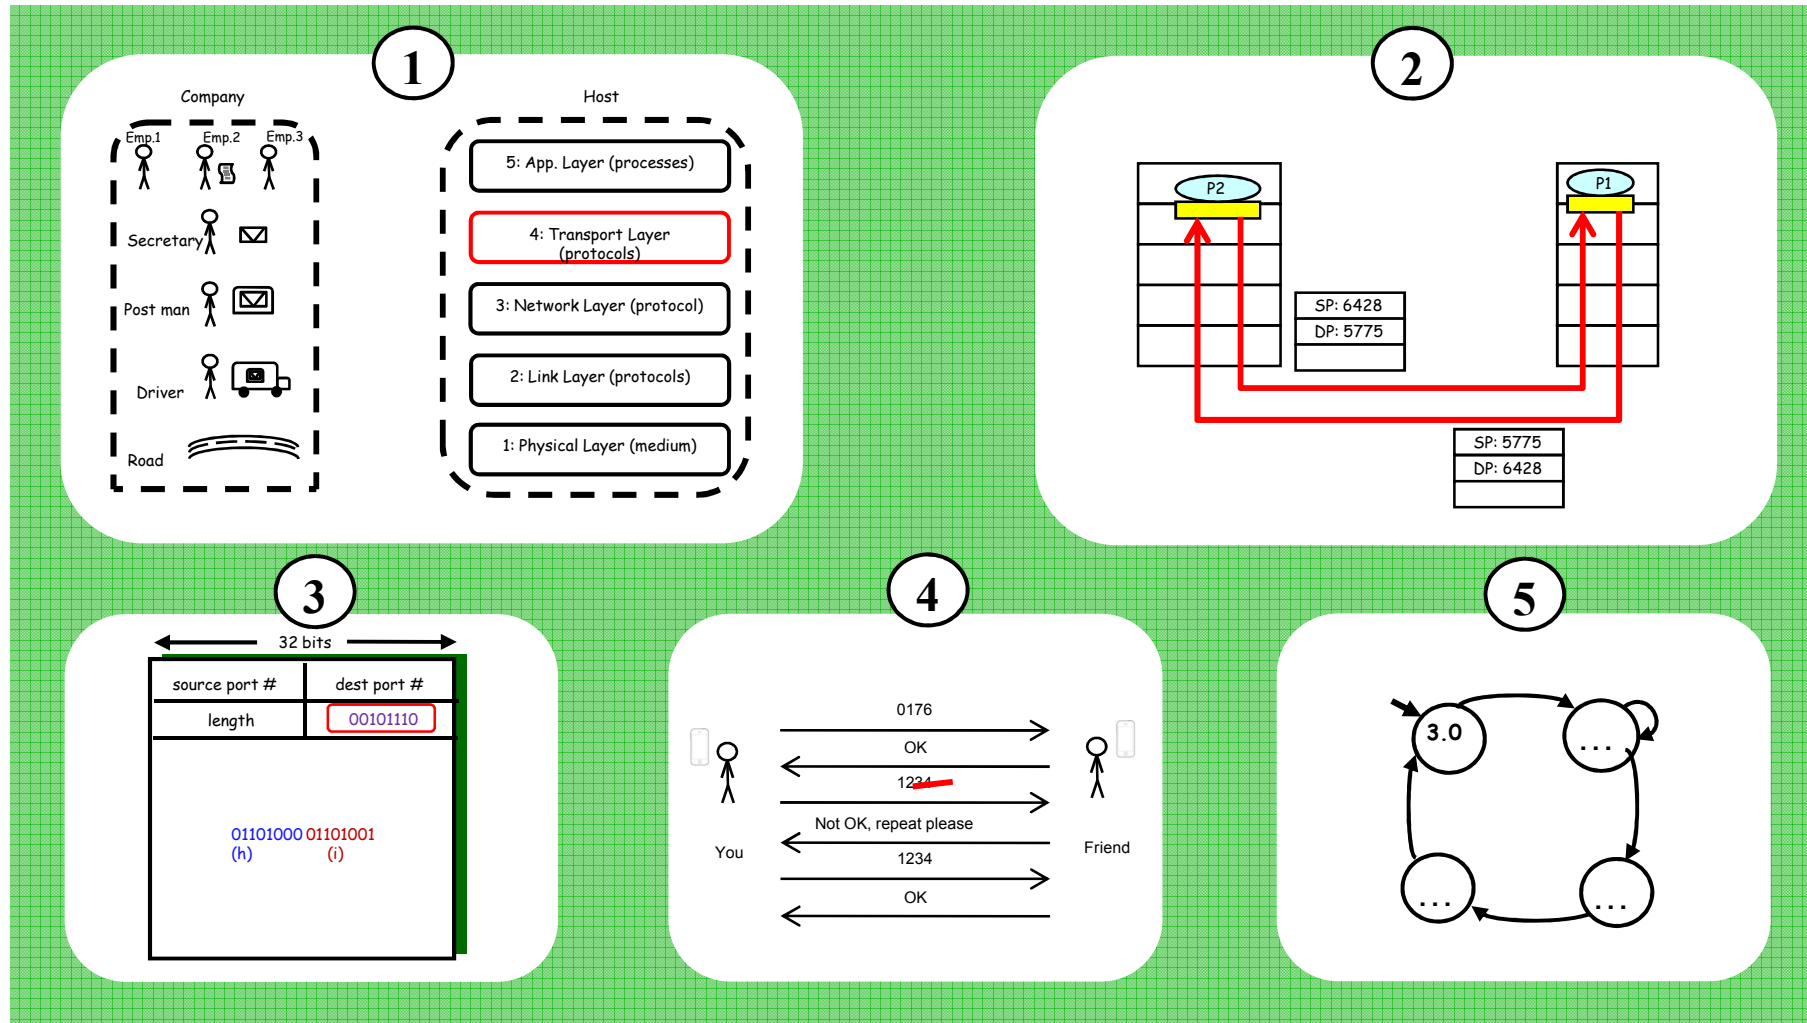 1
Company
Emp.1
Emp.2
Emp.3
Secretary
Post man
Driver
Road
Host
5: App. Layer (processes)
4: Transport Layer
(protocols)
3: Network Layer (protocol)
2: Link Layer (protocols)
1: Physical Layer (medium)
2
P2
P1
SP: 6428
DP: 5775
SP: 5775
DP: 6428
3
32 bits
source port #
dest port #
length
00101110
01101000 01101001
(h) (i)
4
0176
OK
1234
Not OK, repeat please
1234
OK
You
Friend
5
3.0
...
...
...